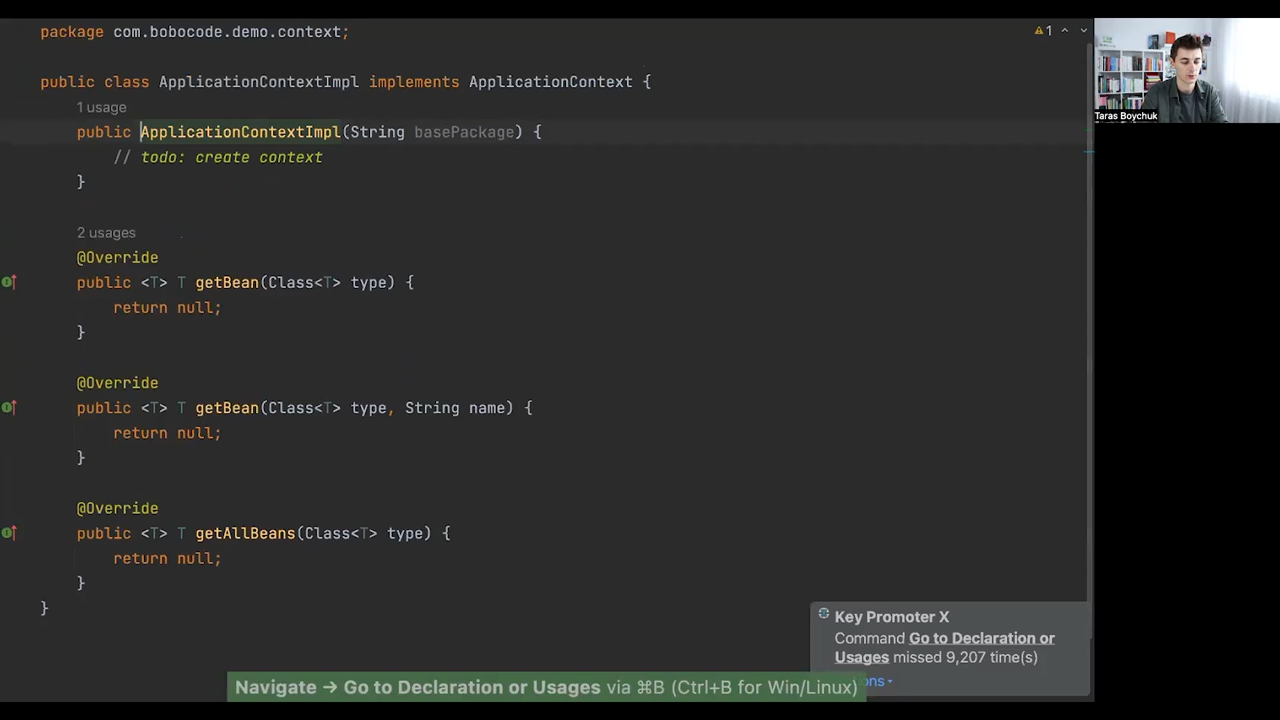 package com.bobocode.demo.context;
1
public class ApplicationContextImpl implements ApplicationContext {
1 usage
public ApplicationContextImpl(String basePackage) {
// todo: create context
}
2 usages
@Override
public <T> T getBean(Class<T> type) {
return null;
}
@Override
public <T> T getBean(Class<T> type, String name) {
return null;
}
@Override
public <T> T getAllBeans(Class<T> type) {
return null;
}
}
Taras Boychuk
Key Promoter X
Command Go to Declaration or
Usages missed 9,207 time(s)
Navigate → Go to Declaration or Usages via ⌘B (Ctrl+B for Win/Linux)